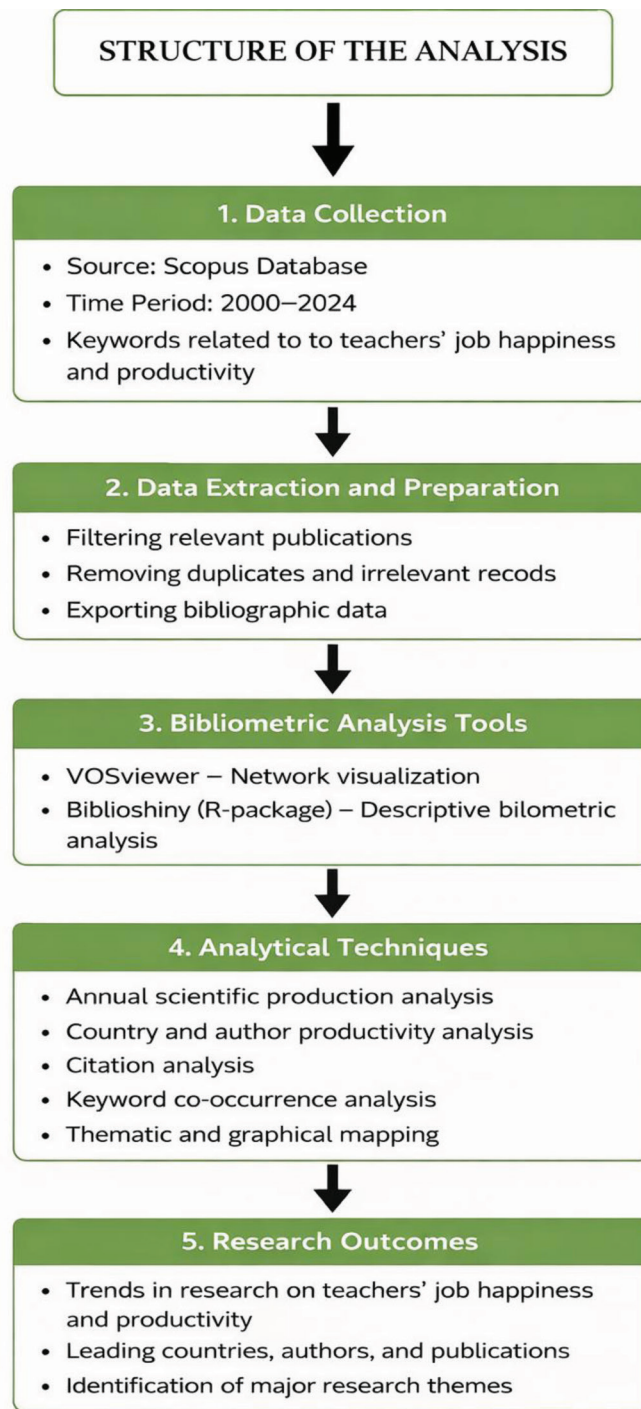 STRUCTURE OF THE ANALYSIS
1. Data Collection
• Source: Scopus Database
• Time Period: 2000–2024
• Keywords related to to teachers’ job happiness
and productivity
2. Data Extraction and Preparation
• Filtering relevant publications
• Removing duplicates and irrelevant recods
• Exporting bibliographic data
3. Bibliometric Analysis Tools
• VOSviewer – Network visualization
• Biblioshiny (R-package) – Descriptive bilometric
analysis
4. Analytical Techniques
• Annual scientific production analysis
• Country and author productivity analysis
• Citation analysis
• Keyword co-occurrence analysis
• Thematic and graphical mapping
5. Research Outcomes
• Trends in research on teachers’ job happiness
and productivity
• Leading countries, authors, and publications
• Identification of major research themes